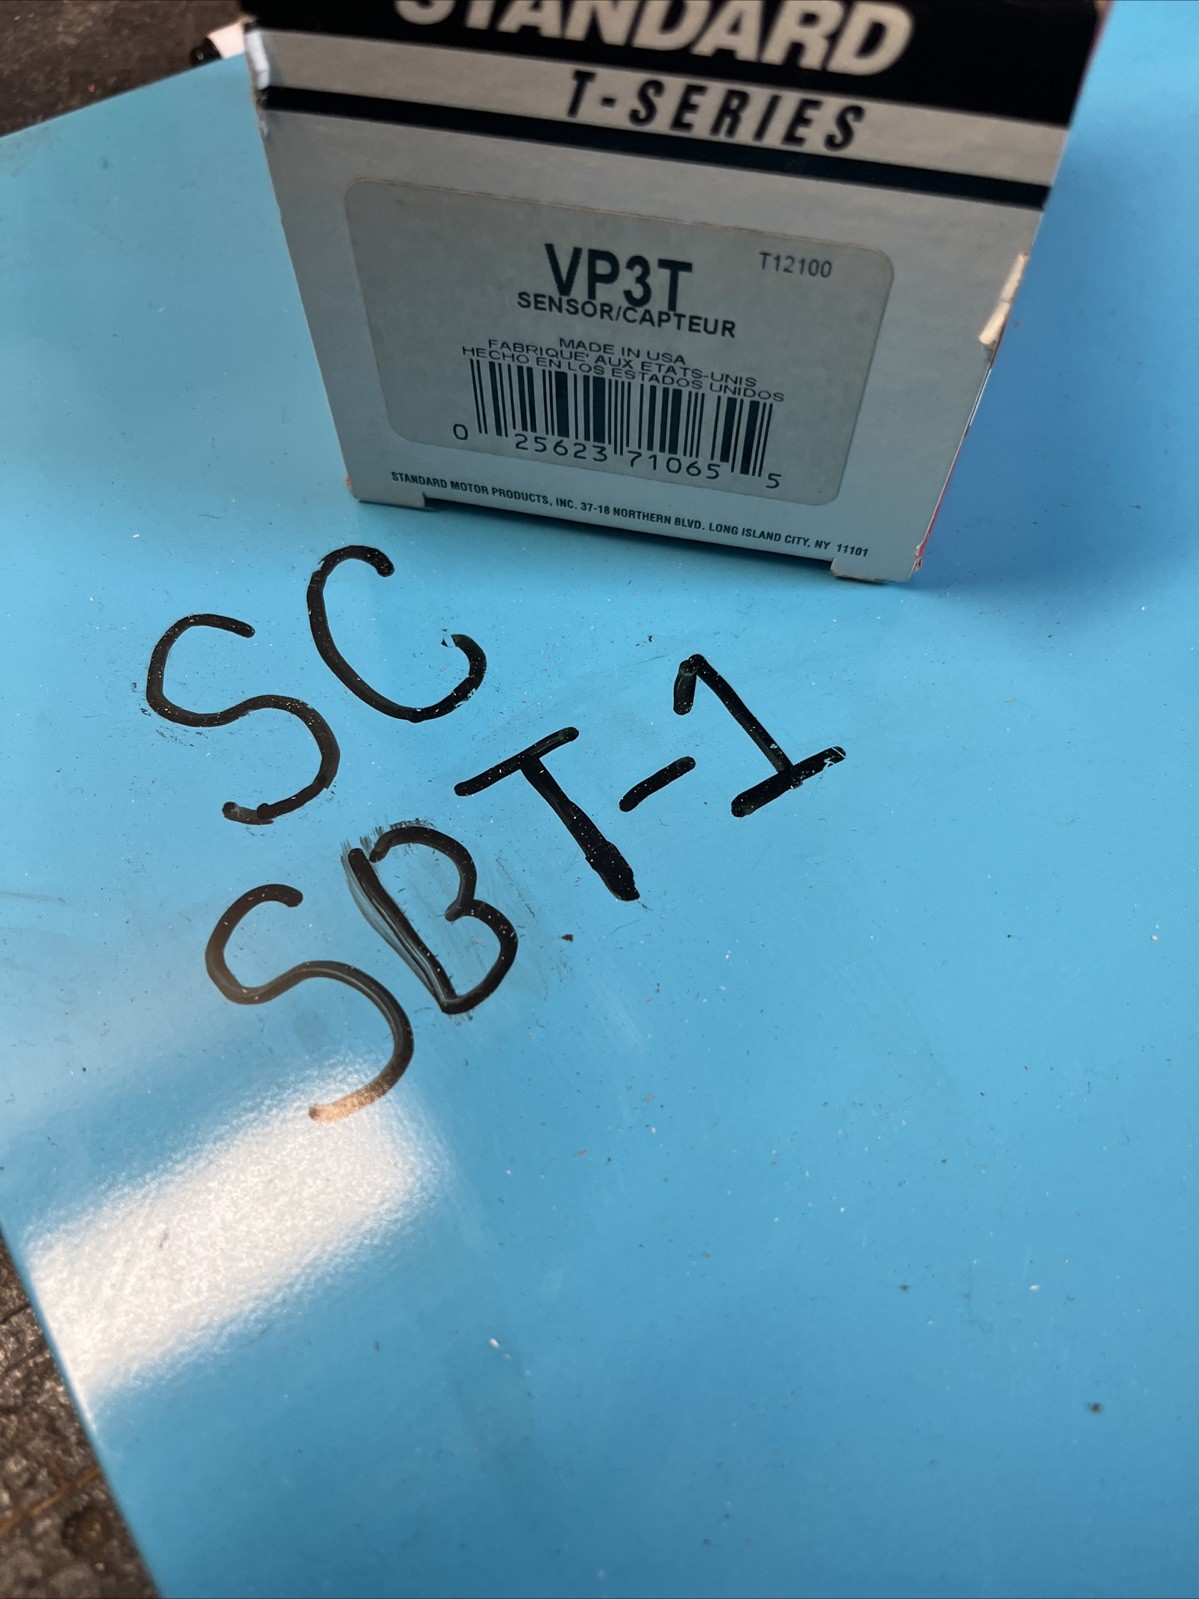 STANDARD
T-SERIES
VP3T
T12100
SENSOR/CAPTEUR
MADE IN USA
FABRIQUE' AUX ETATS-UNIS
HECHO EN LOS ESTADOS UNIDOS
0 25623 71065 5
STANDARD MOTOR PRODUCTS, INC. 37-18 NORTHERN BLVD. LONG ISLAND CITY, NY 11101
SC
SBT-1